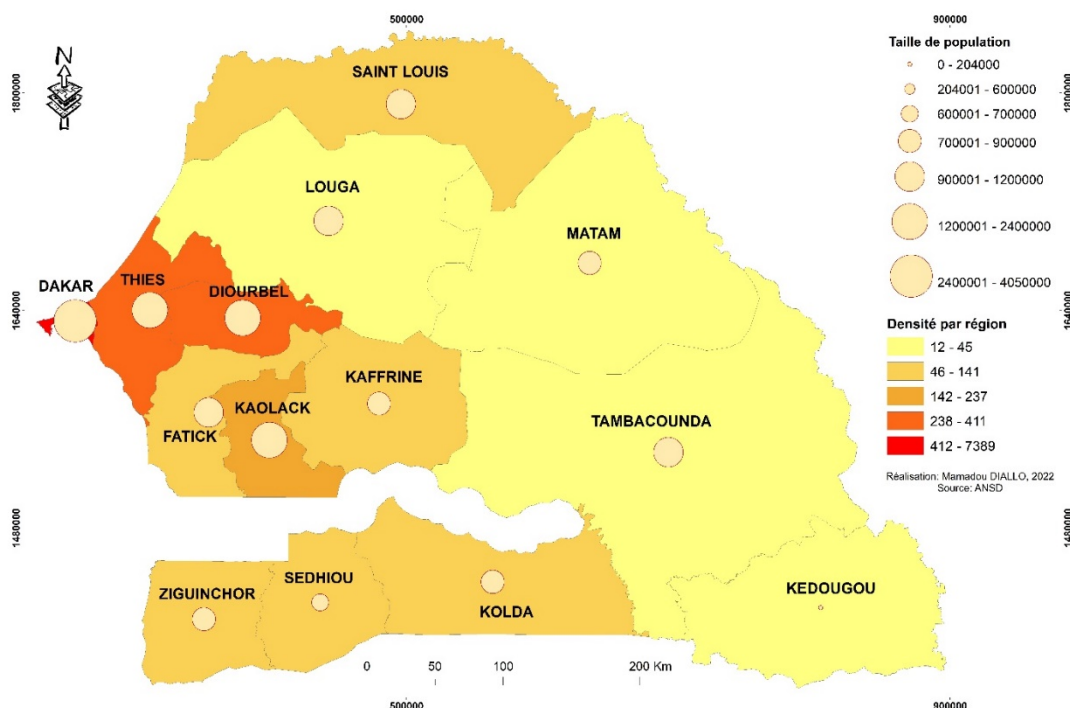 500000
900000
N
1800000
1800000
SAINT LOUIS
LOUGA
MATAM
DAKAR
THIES
DIOURBEL
1640000
1640000
KAFFRINE
KAOLACK
FATICK
TAMBACOUNDA
1480000
1480000
ZIGUINCHOR
SEDHIOU
KOLDA
KEDOUGOU
0 50 100 200 Km
500000
900000
Taille de population
0 - 204000
204001 - 600000
600001 - 700000
700001 - 900000
900001 - 1200000
1200001 - 2400000
2400001 - 4050000
Densité par région
12 - 45
46 - 141
142 - 237
238 - 411
412 - 7389
Réalisation: Mamadou DIALLO, 2022
Source: ANSD